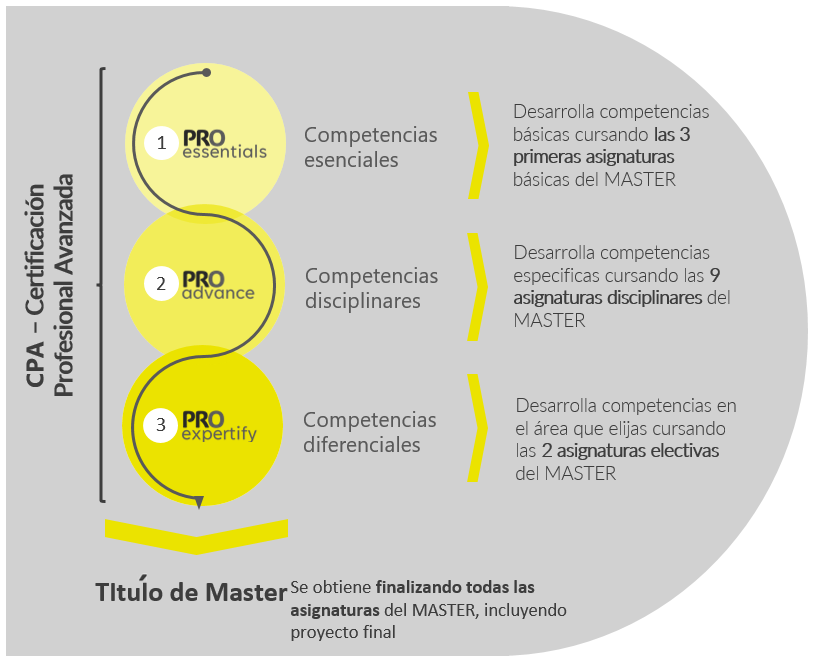 CPA – Certificación
Profesional Avanzada
1
PRO
essentials
Competencias
esenciales
Desarrolla competencias
básicas cursando las 3
primeras asignaturas
básicas del MASTER
2
PRO
advance
Competencias
disciplinares
Desarrolla competencias
especificas cursando las 9
asignaturas disciplinares del
MASTER
3
PRO
expertify
Competencias
diferenciales
Desarrolla competencias en
el área que elijas cursando
las 2 asignaturas electivas
del MASTER
TItuÍo de Master
Se obtiene finalizando todas las
asignaturas del MASTER, incluyendo
proyecto final